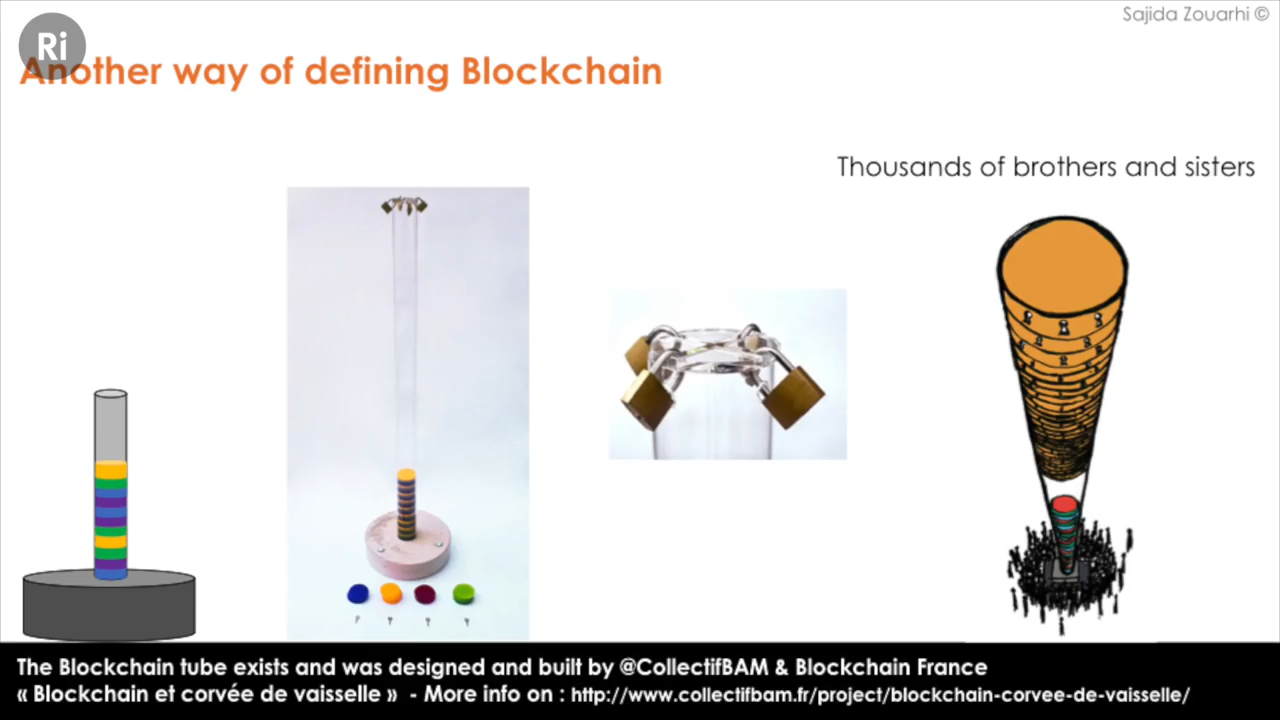 Sajida Zouarhi ©
Ri
Another way of defining Blockchain
Thousands of brothers and sisters
The Blockchain tube exists and was designed and built by @CollectifBAM & Blockchain France
« Blockchain et corvée de vaisselle »  - More info on : http://www.collectifbam.fr/project/blockchain-corvee-de-vaisselle/